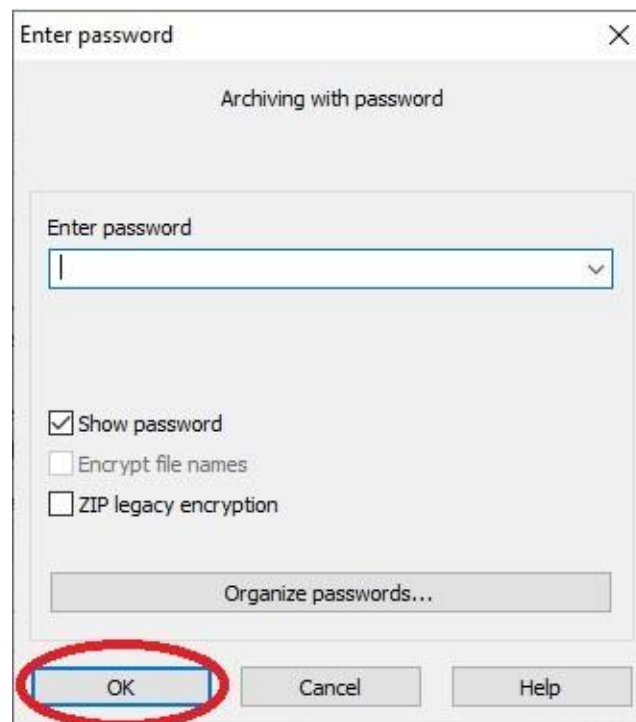 Enter password
Archiving with password
Enter password
Show password
Encrypt file names
ZIP legacy encryption
Organize passwords...
OK Cancel Help